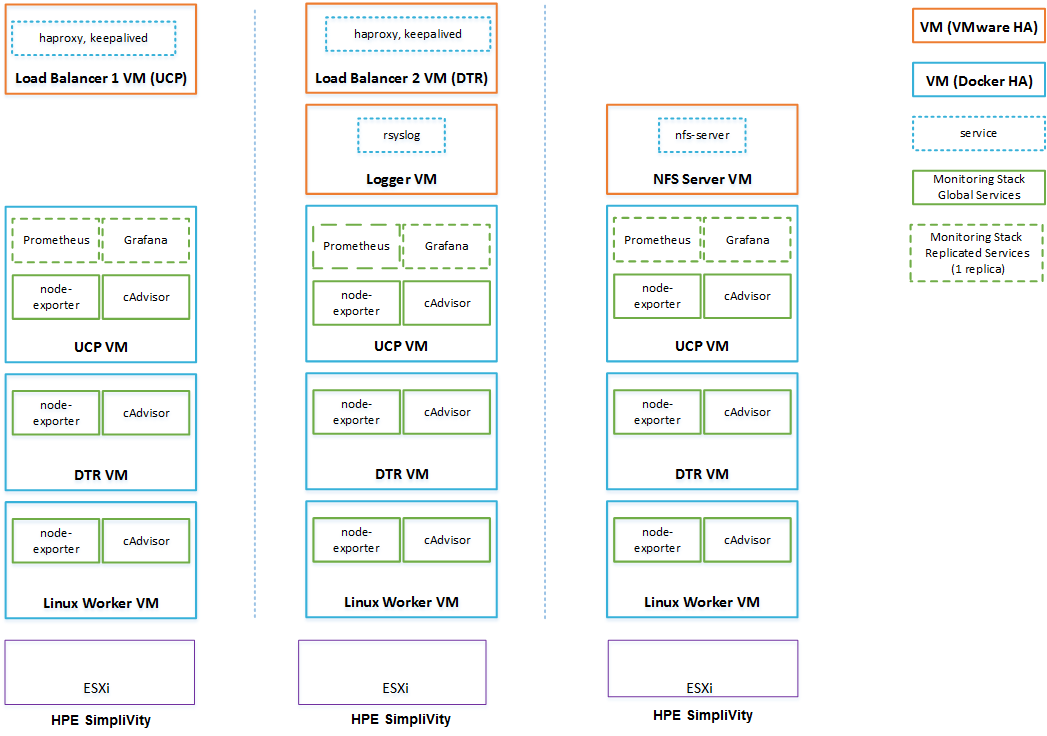 haproxy, keepalived
Load Balancer 1 VM (UCP)
Prometheus
Grafana
node-
exporter
cAdvisor
UCP VM
node-
exporter
cAdvisor
DTR VM
node-
exporter
cAdvisor
Linux Worker VM
ESXi
HPE SimpliVity
haproxy, keepalived
Load Balancer 2 VM (DTR)
rsyslog
Logger VM
Prometheus
Grafana
node-
exporter
cAdvisor
UCP VM
node-
exporter
cAdvisor
DTR VM
node-
exporter
cAdvisor
Linux Worker VM
ESXi
HPE SimpliVity
nfs-server
NFS Server VM
Prometheus
Grafana
node-
exporter
cAdvisor
UCP VM
node-
exporter
cAdvisor
DTR VM
node-
exporter
cAdvisor
Linux Worker VM
ESXi
HPE SimpliVity
VM (VMware HA)
VM (Docker HA)
service
Monitoring Stack
Global Services
Monitoring Stack
Replicated Services
(1 replica)